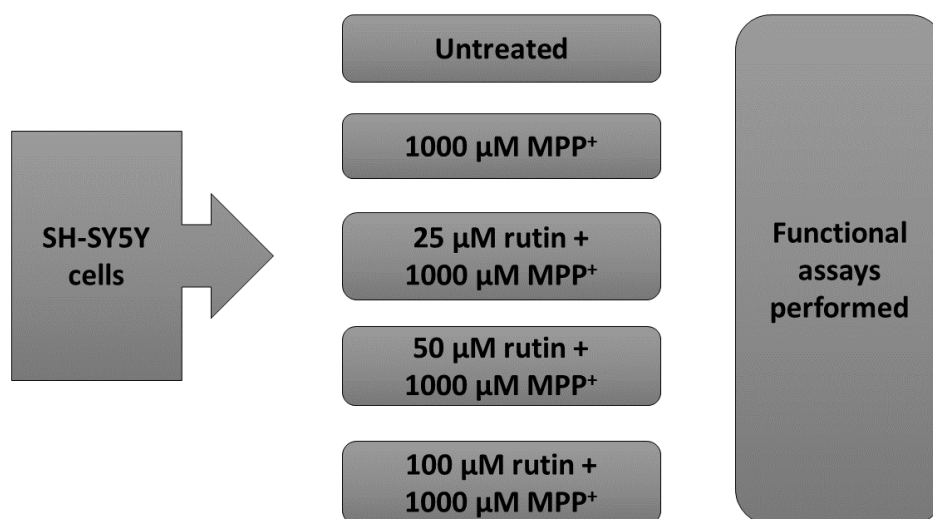 Untreated
1000 µM MPP⁺
SH-SY5Y
cells
25 µM rutin +
1000 µM MPP⁺
50 µM rutin +
1000 µM MPP⁺
100 µM rutin +
1000 µM MPP⁺
Functional
assays
performed